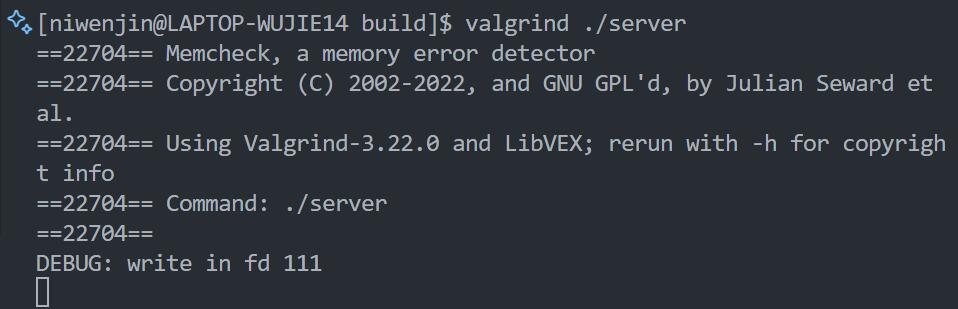 [niwenjin@LAPTOP-WUJIE14 build]$ valgrind ./server
==22704== Memcheck, a memory error detector
==22704== Copyright (C) 2002-2022, and GNU GPL'd, by Julian Seward et
al.
==22704== Using Valgrind-3.22.0 and LibVEX; rerun with -h for copyrigh
t info
==22704== Command: ./server
==22704==
DEBUG: write in fd 111